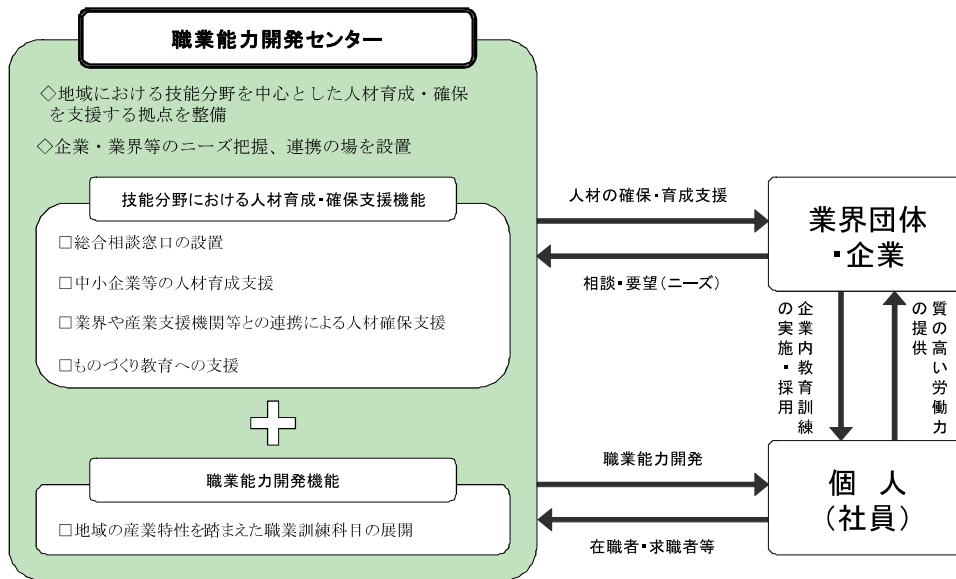 職業能力開発センター
◇地域における技能分野を中心とした人材育成・確保
を支援する拠点を整備
◇企業・業界等のニーズ把握、連携の場を設置
技能分野における人材育成・確保支援機能
□総合相談窓口の設置
□中小企業等の人材育成支援
□業界や産業支援機関等との連携による人材確保支援
□ものづくり教育への支援
職業能力開発機能
□地域の産業特性を踏まえた職業訓練科目の展開
人材の確保・育成支援
相談・要望(ニーズ)
業界団体
・企業
企業内教育訓練
の実施・採用
質の高い労働力
の提供
職業能力開発
在職者・求職者等
個 人
(社員)